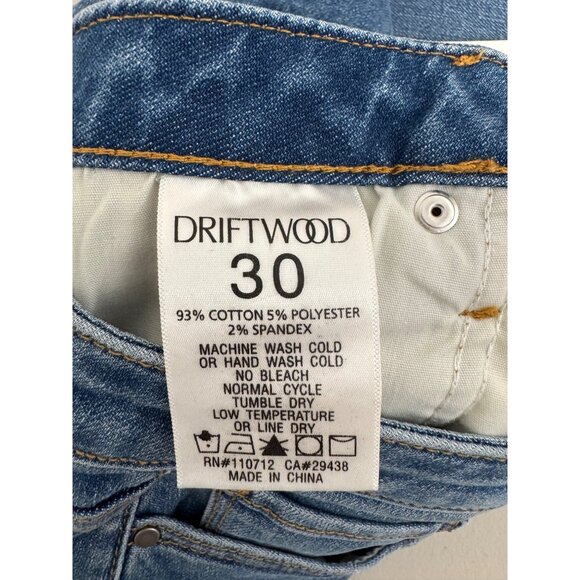 DRIFTWOOD
30
93% COTTON 5% POLYESTER
2% SPANDEX
MACHINE WASH COLD
OR HAND WASH COLD
NO BLEACH
NORMAL CYCLE
TUMBLE DRY
LOW TEMPERATURE
OR LINE DRY
RN#110712 CA#29438
MADE IN CHINA